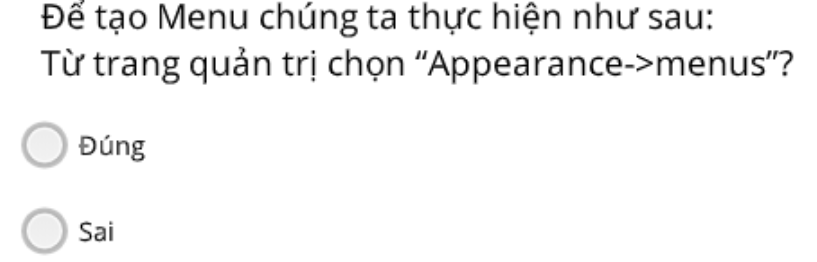 Để tạo Menu chúng ta thực hiện như sau:
Từ trang quản trị chọn “Appearance->menus”?
Đúng
Sai